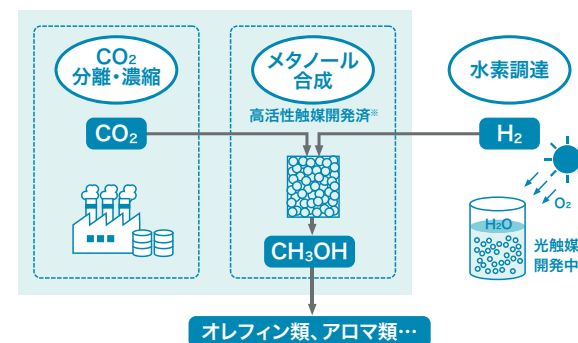 CO₂
分離・濃縮
メタノール
合成
水素調達
高活性触媒開発済※
CO₂
H₂
O₂
H₂O
光触媒
開発中
CH₃OH
オレフィン類、アロマ類…